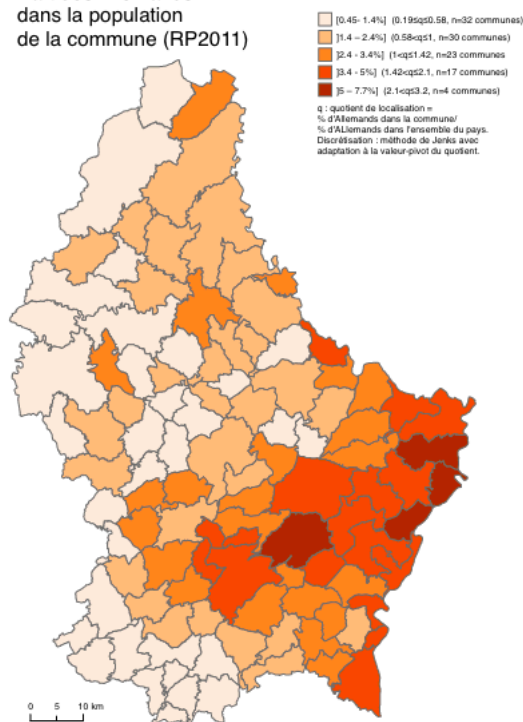 dans la population
de la commune (RP2011)
]0.45- 1.4%] (0.19≤q≤0.58, n=32 communes)
]1.4 – 2.4%] (0.58<q≤1, n=30 communes)
]2.4 - 3.4%] (1<q≤1.42, n=23 communes
]3.4 - 5%] (1.42<q≤2.1, n=17 communes)
]5 – 7.7%] (2.1<q≤3.2, n=4 communes)
q : quotient de localisation =
% d'Allemands dans la commune/
% d'ALlemands dans l'ensemble du pays.
Discrétisation : méthode de Jenks avec
adaptation à la valeur-pivot du quotient.
0 5 10 km